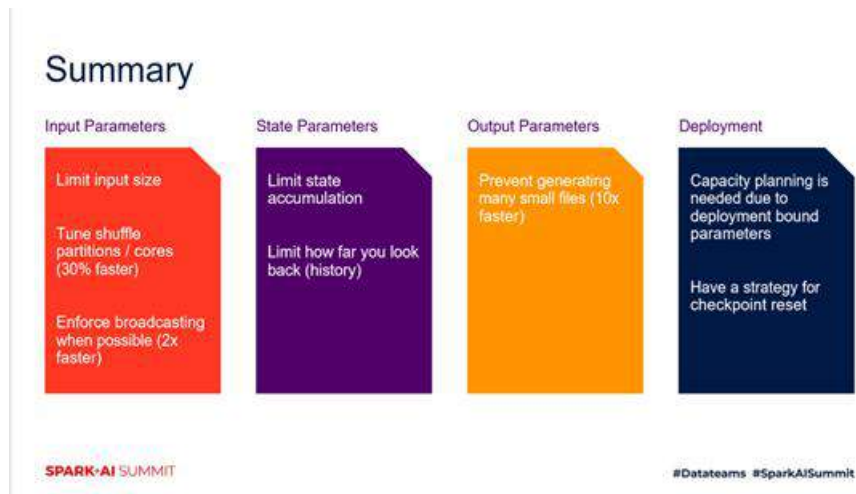 Summary
Input Parameters
Limit input size
Tune shuffle
partitions / cores
(30% faster)
Enforce broadcasting
when possible (2x
faster)
State Parameters
Limit state
accumulation
Limit how far you look
back (history)
Output Parameters
Prevent generating
many small files (10x
faster)
Deployment
Capacity planning is
needed due to
deployment bound
parameters
Have a strategy for
checkpoint reset
SPARK+AI SUMMIT
#Datateams #SparkAISummit